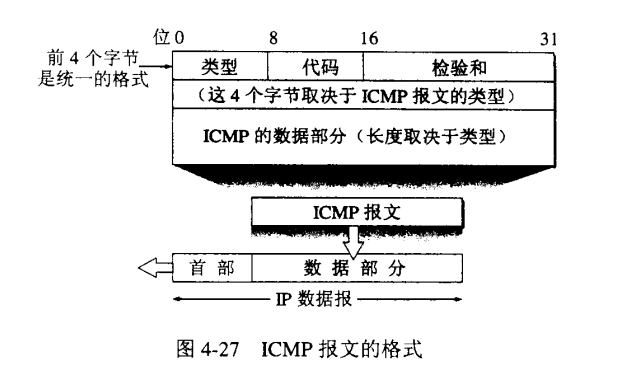 位 0 8 16 31
前 4 个字节
是统一的格式
类型 代码 检验和
（这 4 个字节取决于 ICMP 报文的类型）
ICMP 的数据部分（长度取决于类型）
ICMP 报文
首 部 数 据 部 分
IP 数据报
图 4-27 ICMP 报文的格式